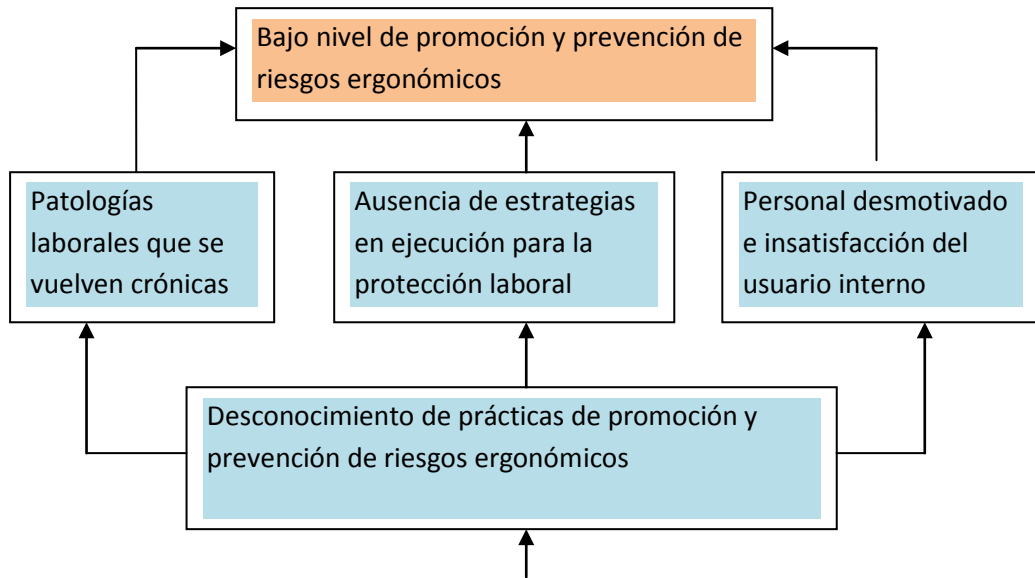 Bajo nivel de promoción y prevención de
riesgos ergonómicos
Patologías
laborales que se
vuelven crónicas
Ausencia de estrategias
en ejecución para la
protección laboral
Personal desmotivado
e insatisfacción del
usuario interno
Desconocimiento de prácticas de promoción y
prevención de riesgos ergonómicos